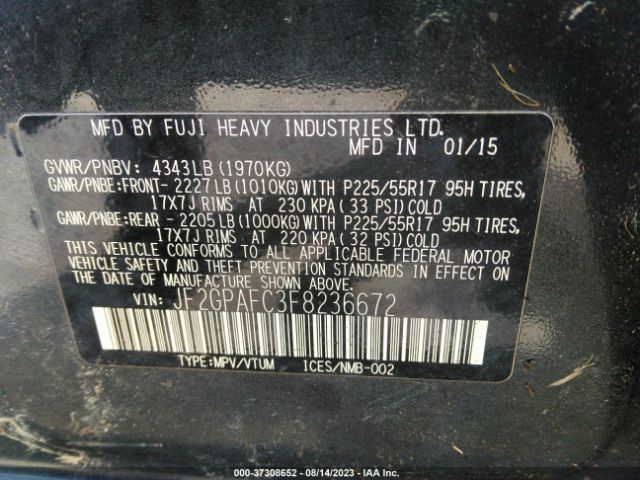 MFD BY FUJI HEAVY INDUSTRIES LTD.
MFD IN 01/15
GVWR/PNBV: 4343LB (1970KG)
GAWR/PNBE:FRONT- 2227LB (1010KG) WITH P225/55R17 95H TIRES,
17X7J RIMS AT 230 KPA (33 PSI) COLD
GAWR/PNBE:REAR - 2205LB (1000KG) WITH P225/55R17 95H TIRES,
17X7J RIMS AT 220 KPA (32 PSI) COLD
THIS VEHICLE CONFORMS TO ALL APPLICABLE FEDERAL MOTOR
VEHICLE SAFETY AND THEFT PREVENTION STANDARDS IN EFFECT
ON THE DATE OF MANUFACTURE SHOWN ABOVE.
VIN: JF2GPAFC3F8236672
TYPE:MPV/VTUM ICES/NMB-002
000-37308652 - 08/14/2023 - IAA Inc.